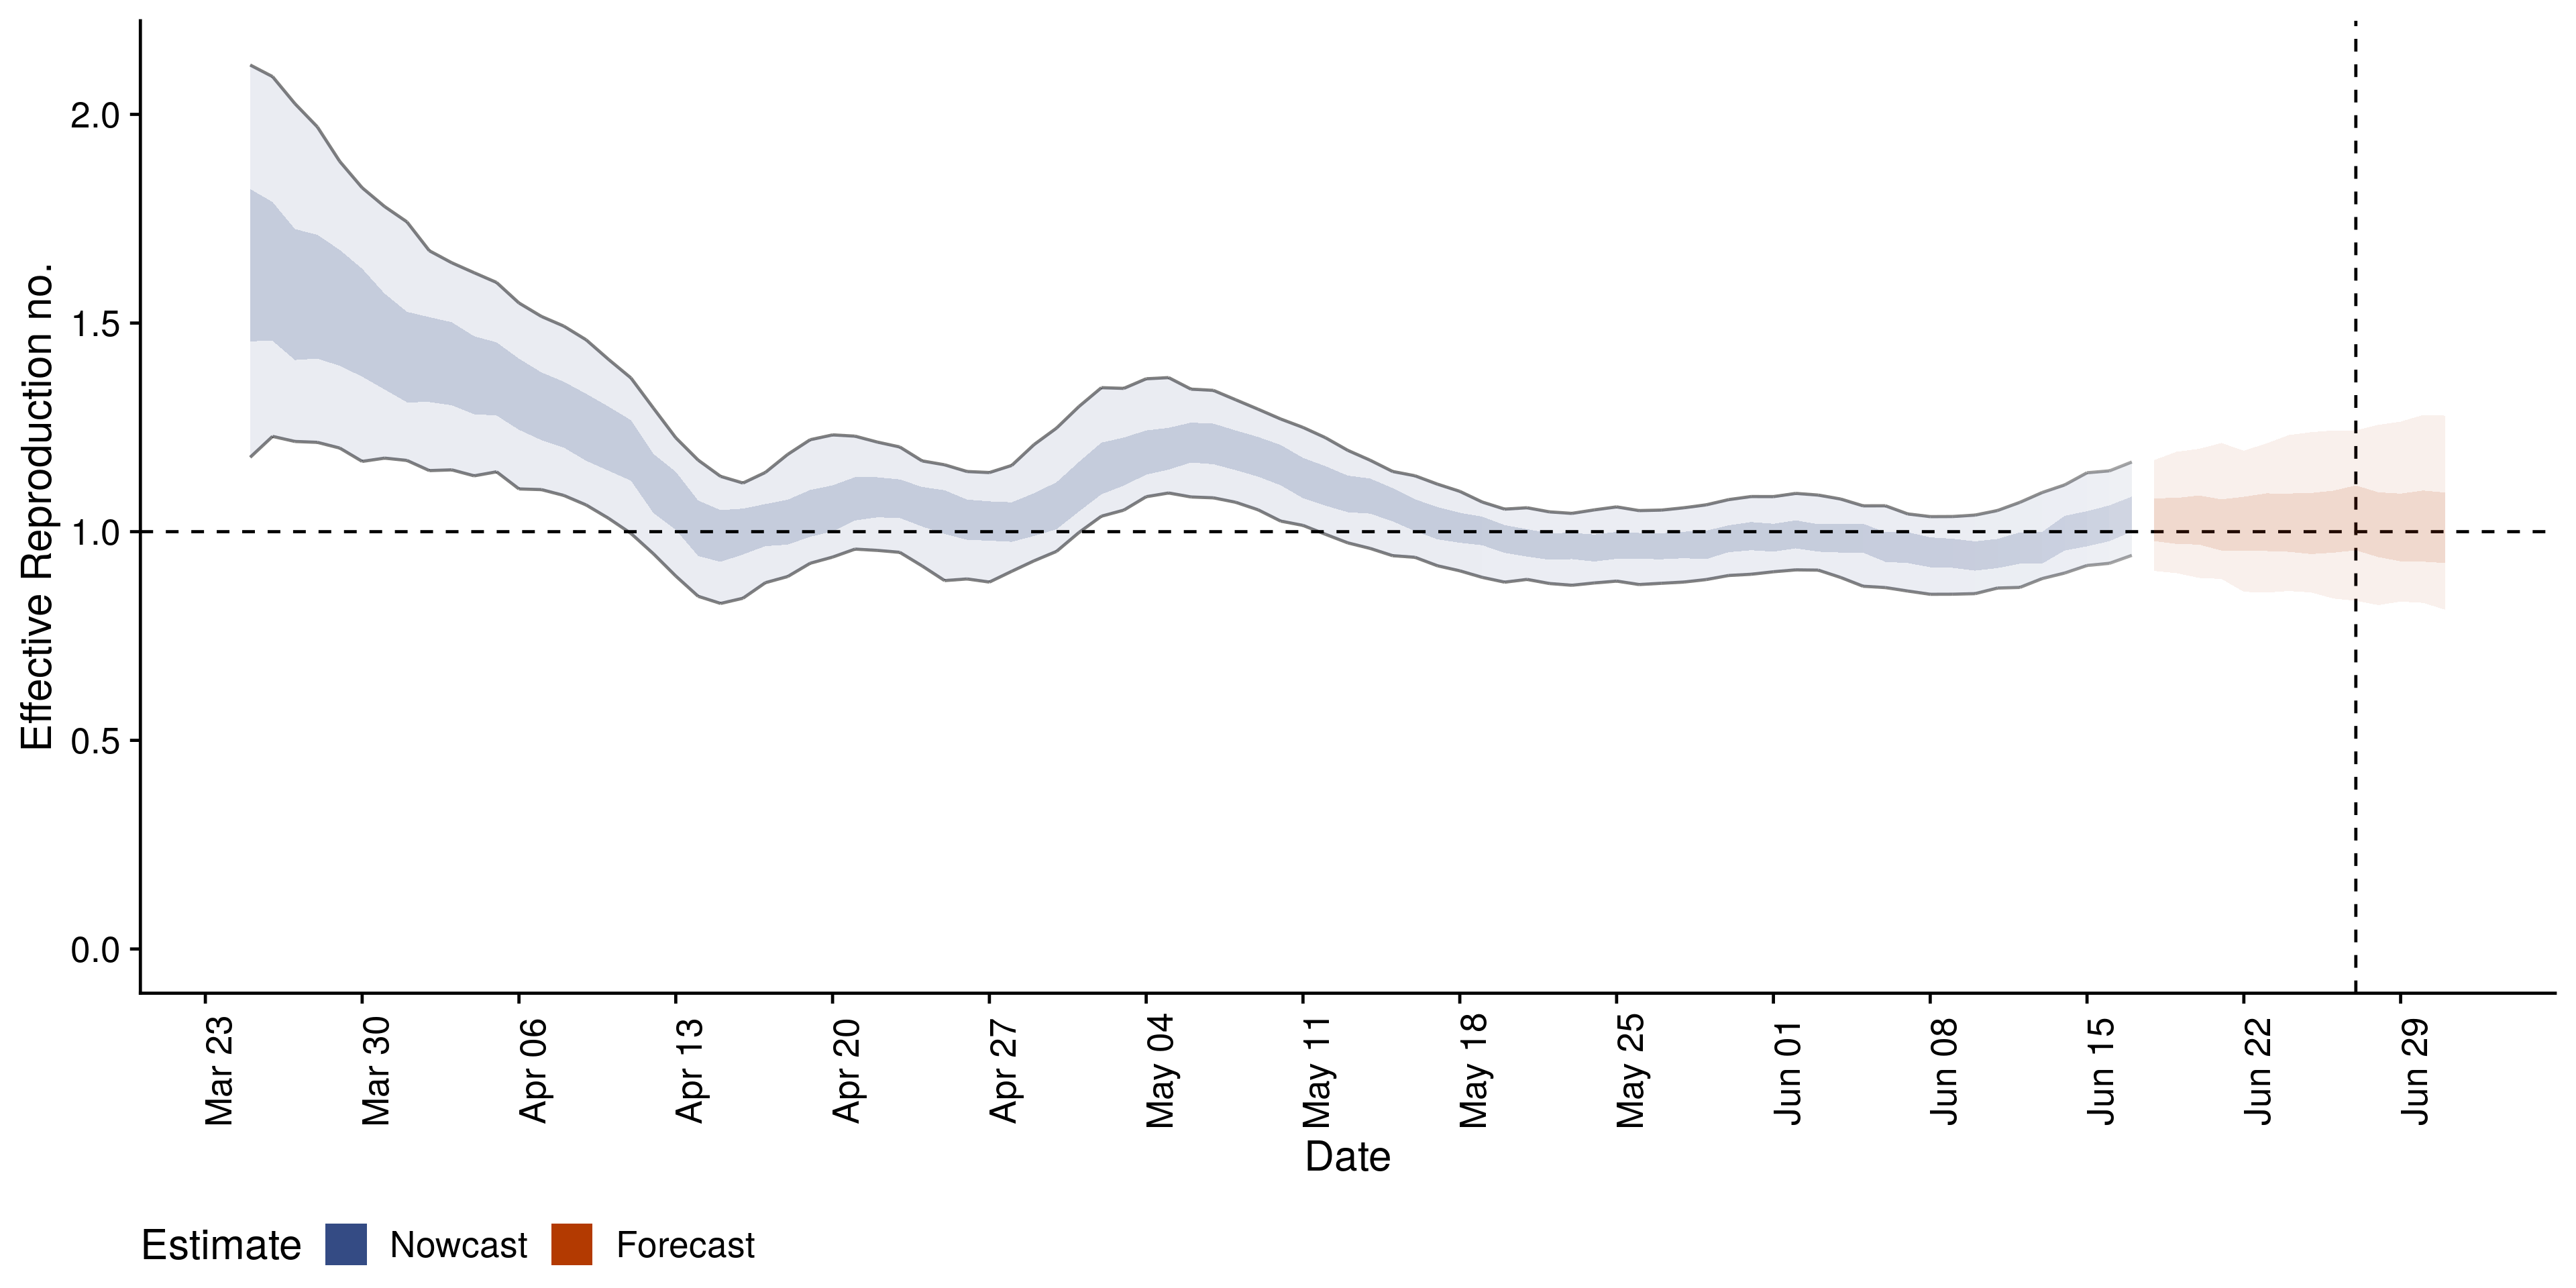 Effective Reproduction no.
2.0
1.5
1.0
0.5
0.0
Mar 23
Mar 30
Apr 06
Apr 13
Apr 20
Apr 27
May 04
May 11
May 18
May 25
Jun 01
Jun 08
Jun 15
Jun 22
Jun 29
Date
Estimate Nowcast Forecast